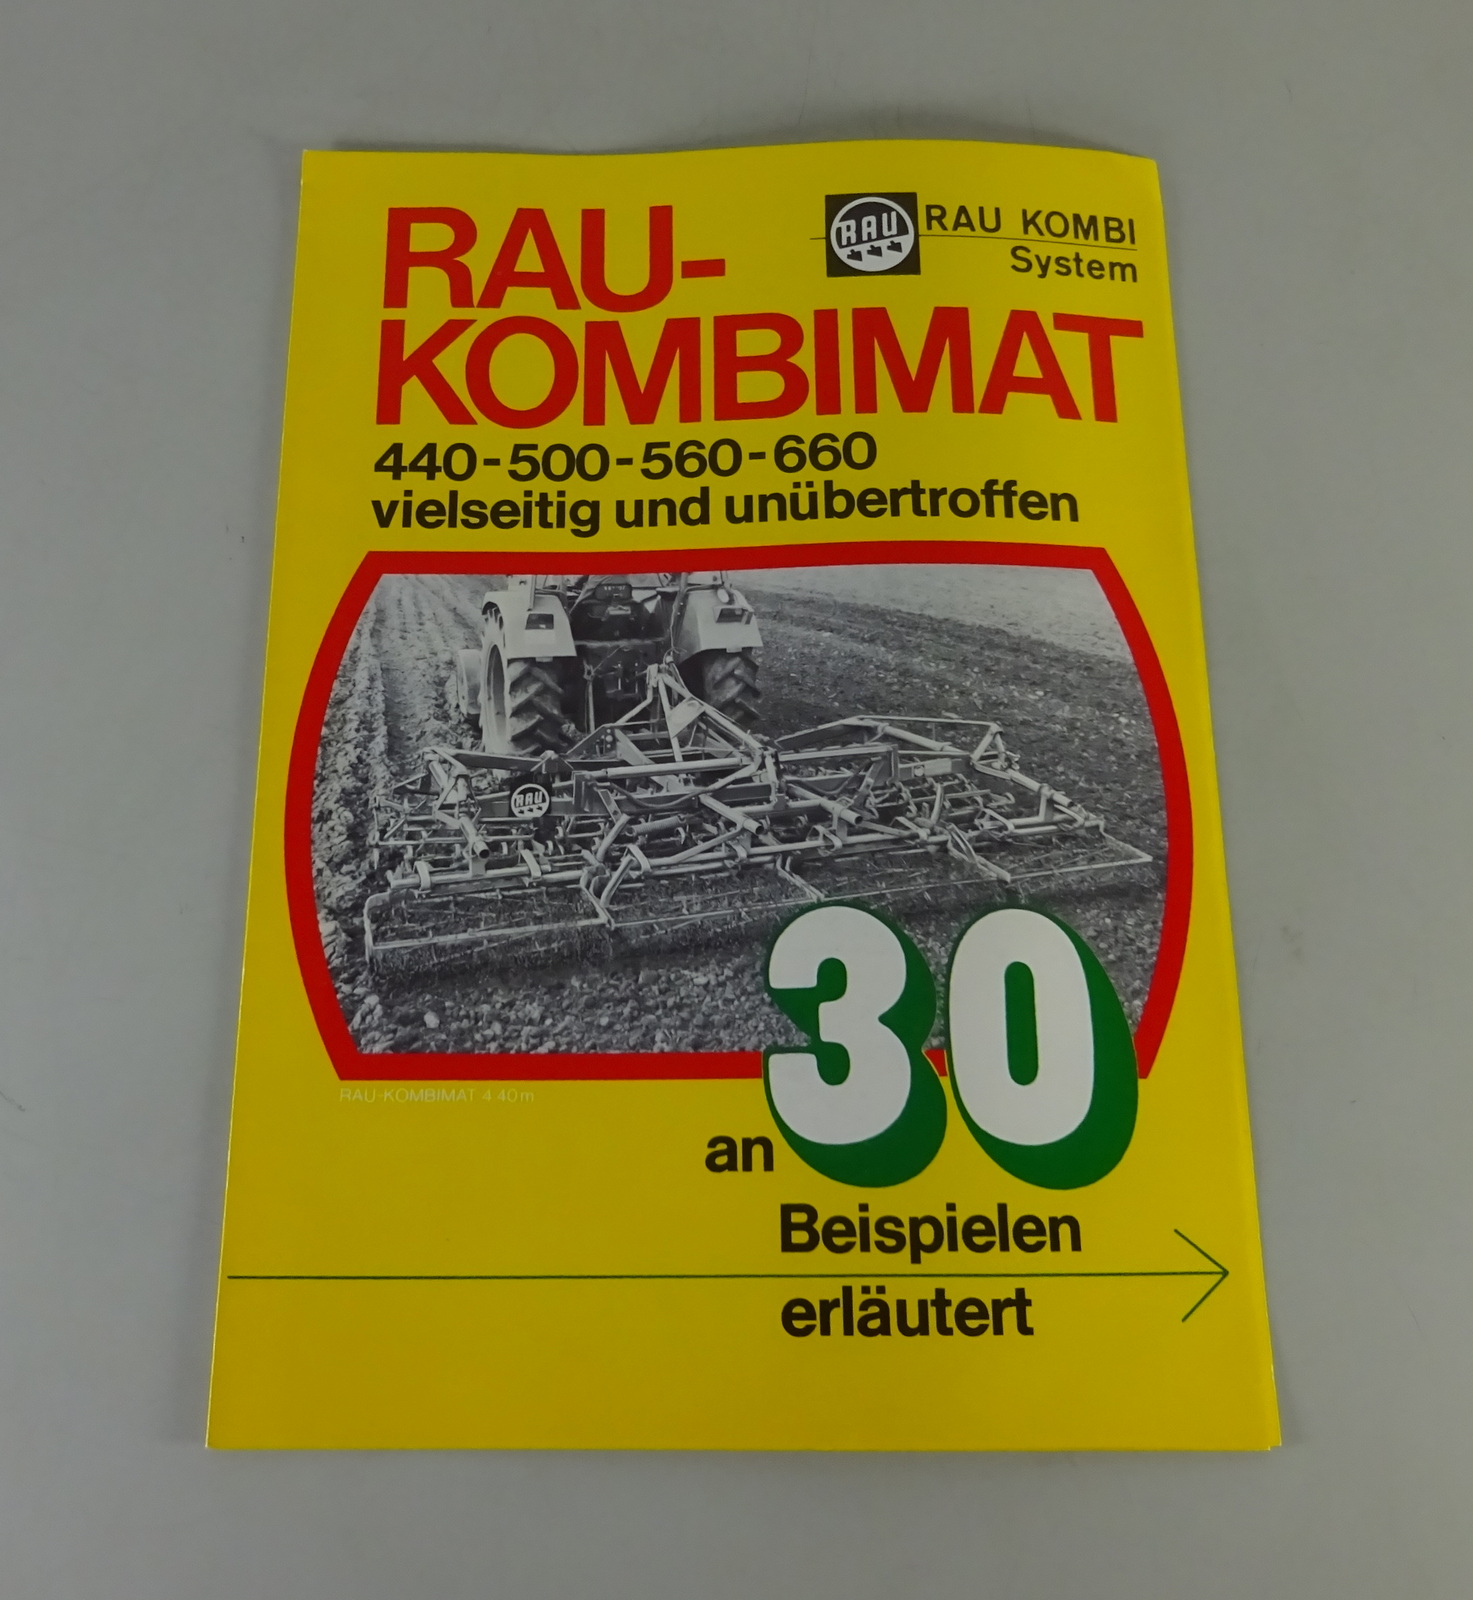 RAU-
KOMBIMAT
RAU
RAU KOMBI
System
440-500-560-660
vielseitig und unübertroffen
RAU
RAU-KOMBIMAT 4.40 m
an 30
Beispielen
erläutert